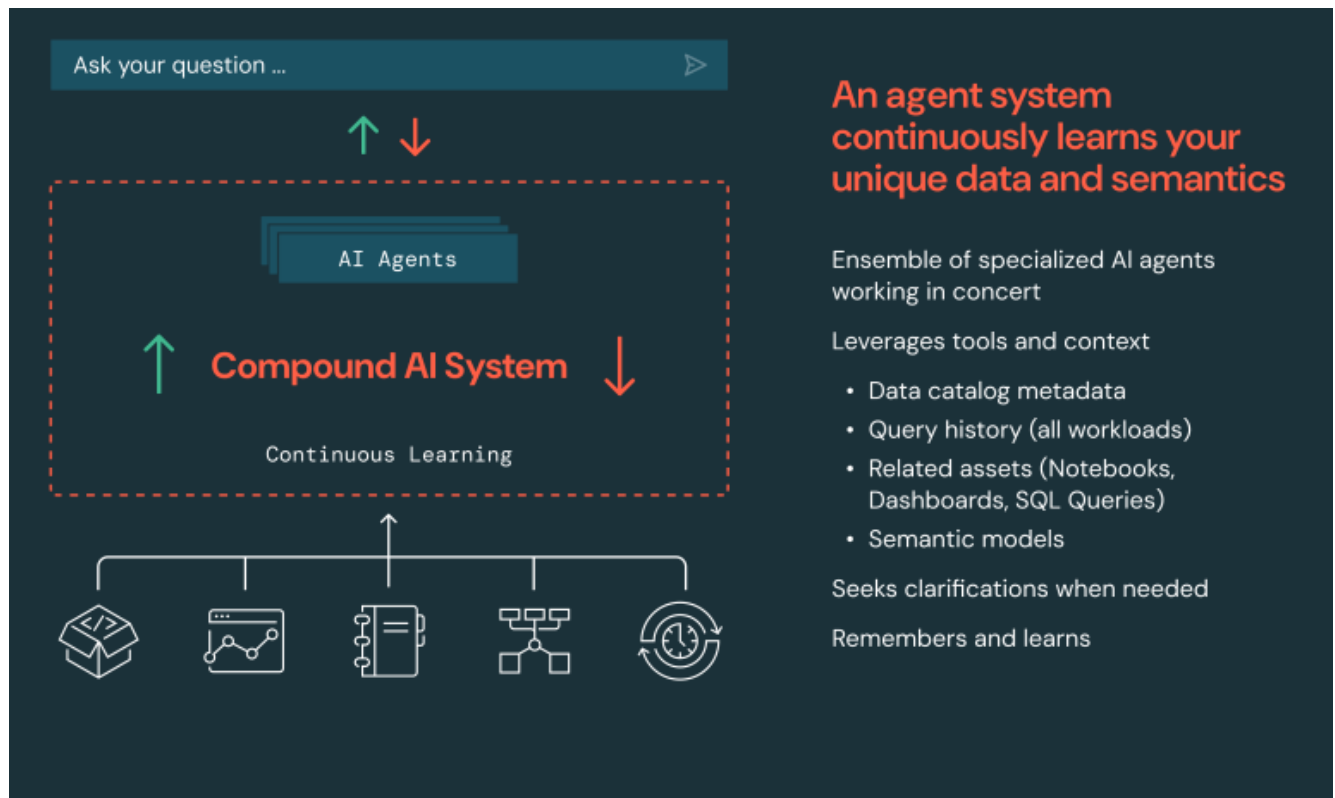 Ask your question ...
AI Agents
Compound AI System
Continuous Learning
</>
An agent system
continuously learns your
unique data and semantics
Ensemble of specialized AI agents
working in concert
Leverages tools and context
• Data catalog metadata
• Query history (all workloads)
• Related assets (Notebooks,
Dashboards, SQL Queries)
• Semantic models
Seeks clarifications when needed
Remembers and learns